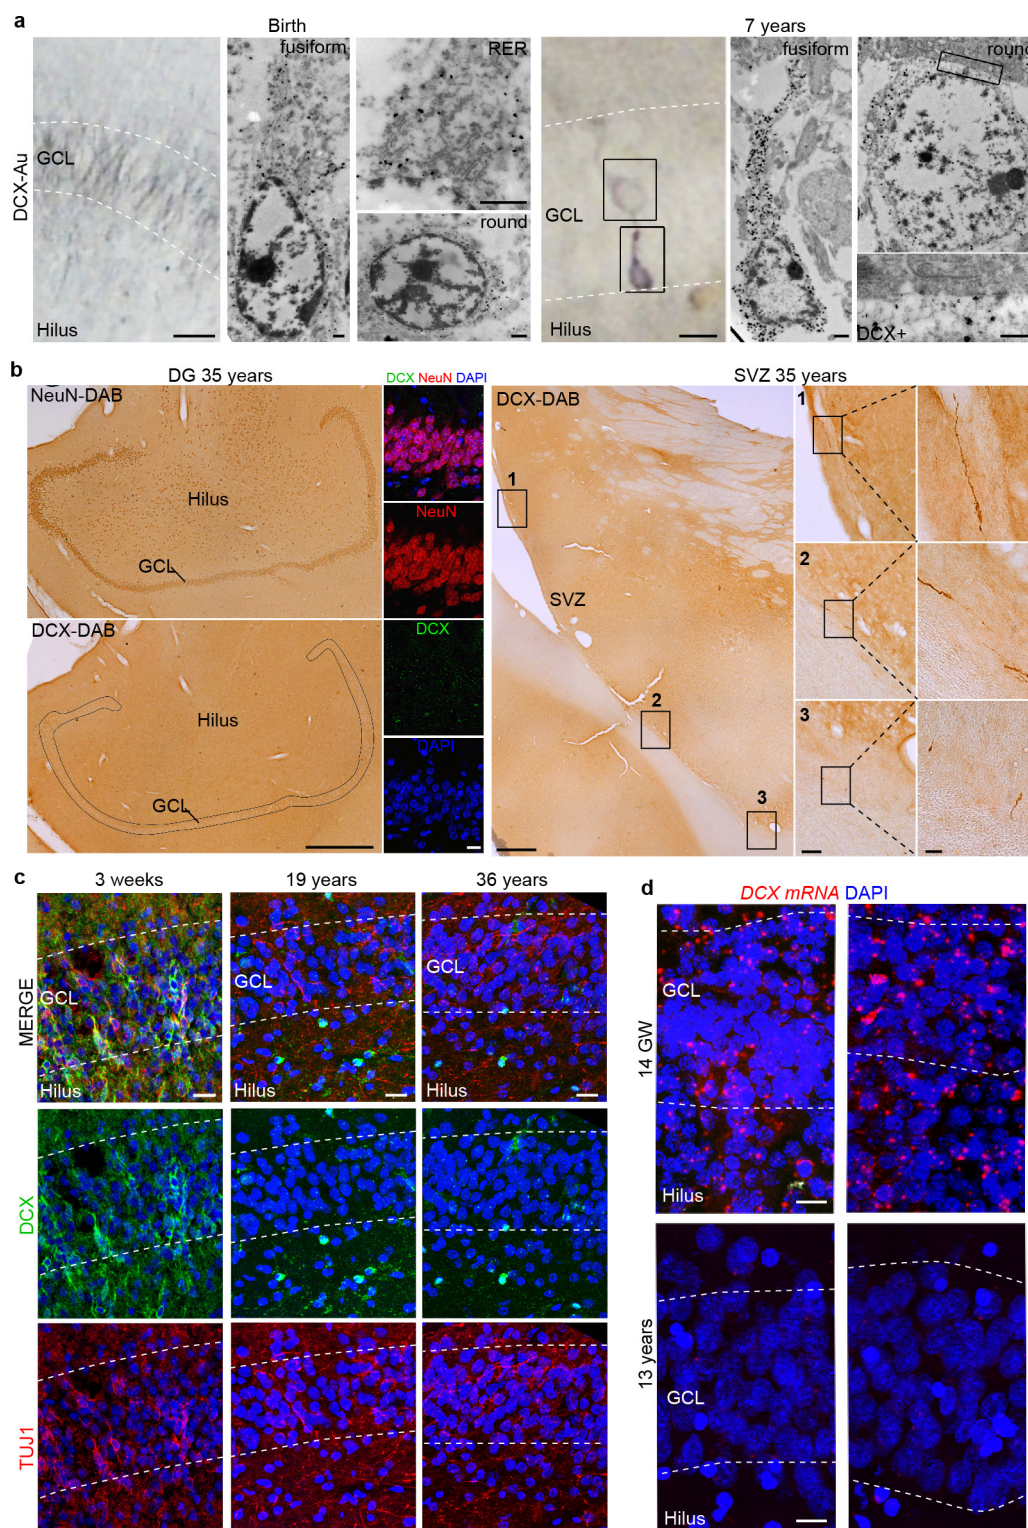 a
Birth
7 years
DCX-Au
GCL
Hilus
fusiform
RER
round
GCL
Hilus
fusiform
round
DCX+
b
DG 35 years
NeuN-DAB
Hilus
GCL
DCX-DAB
Hilus
GCL
DCX NeuN DAPI
NeuN
DCX
DAPI
SVZ 35 years
DCX-DAB
1
SVZ
2
3
1
2
3
c
3 weeks
19 years
36 years
MERGE
GCL
Hilus
GCL
Hilus
GCL
Hilus
DCX
TUJ1
d
DCX mRNA DAPI
14 GW
GCL
Hilus
13 years
GCL
Hilus